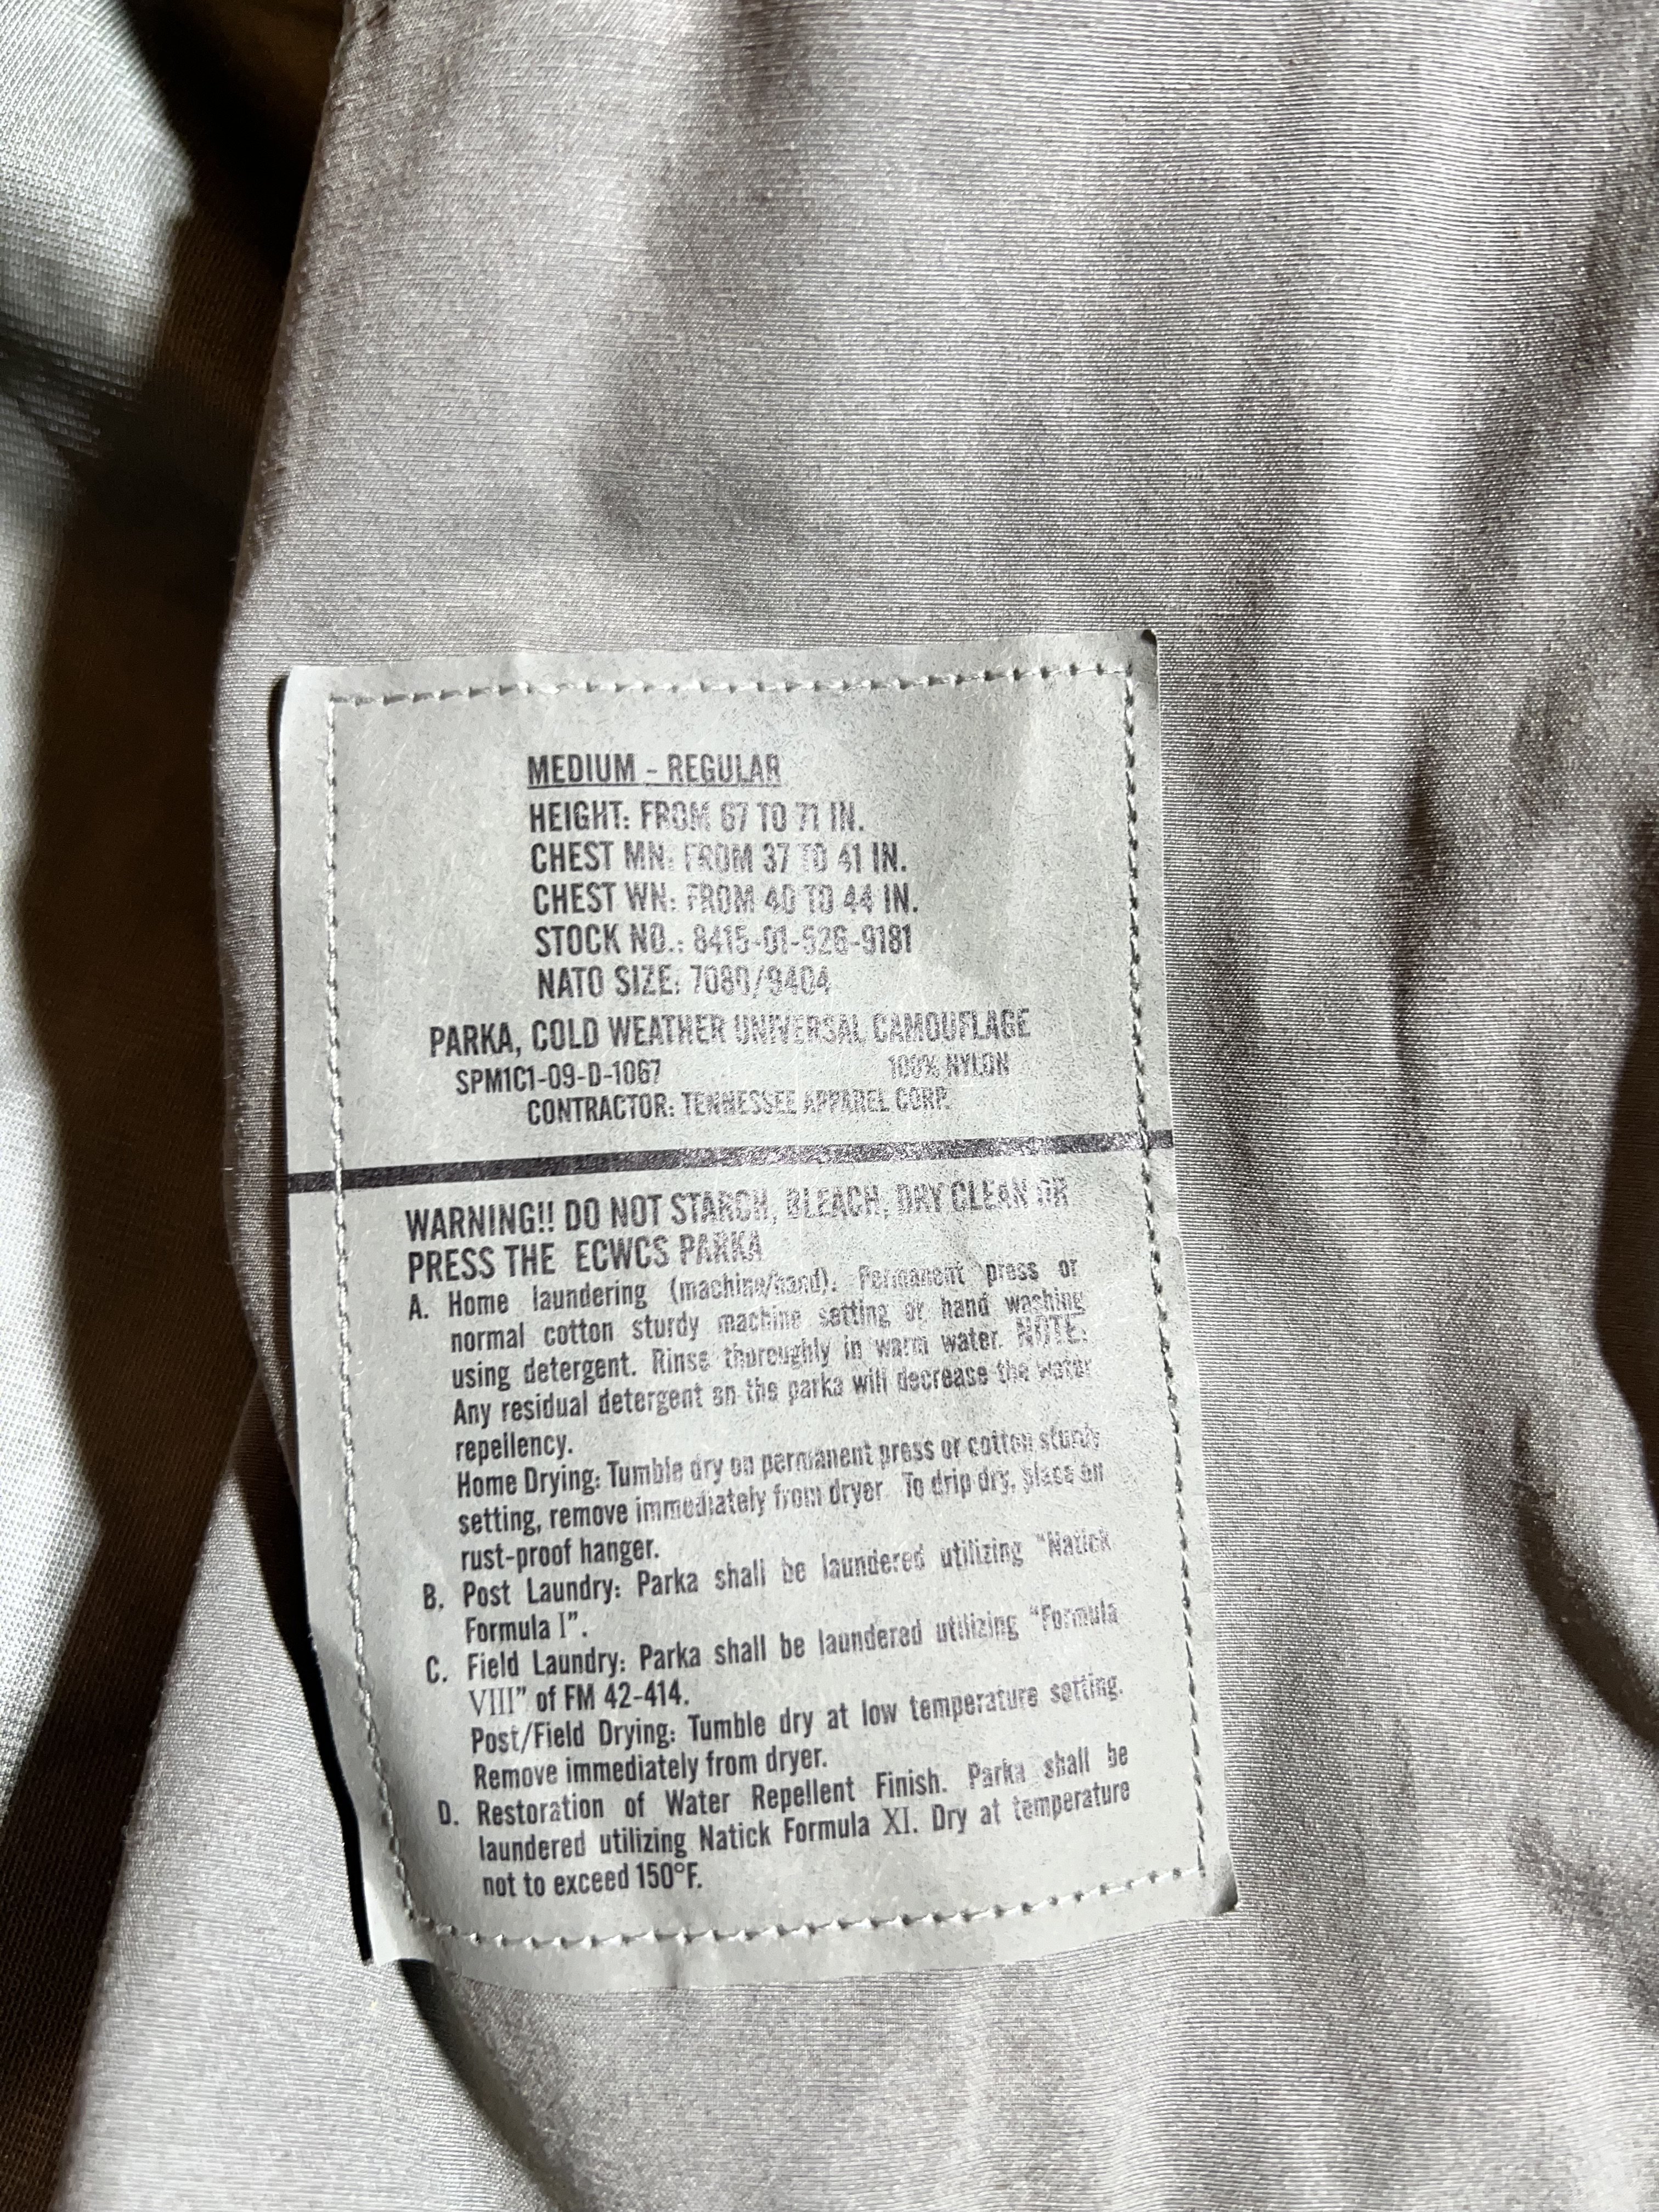 MEDIUM - REGULAR
HEIGHT: FROM 67 TO 71 IN.
CHEST MN: FROM 37 TO 41 IN.
CHEST WN: FROM 40 TO 44 IN.
STOCK NO.: 8415-01-526-9181
NATO SIZE: 7080/9404
PARKA, COLD WEATHER UNIVERSAL CAMOUFLAGE
SPM1C1-09-D-1067 100% NYLON
CONTRACTOR: TENNESSEE APPAREL CORP.
WARNING!! DO NOT STARCH, BLEACH, DRY CLEAN OR
PRESS THE ECWCS PARKA
A. Home laundering (machine/hand): Permanent press or
normal cotton sturdy machine setting or hand washing
using detergent. Rinse thoroughly in warm water. NOTE:
Any residual detergent on the parka will decrease the water
repellency.
Home Drying: Tumble dry on permanent press or cotton sturdy
setting, remove immediately from dryer. To drip dry, place on
rust-proof hanger.
B. Post Laundry: Parka shall be laundered utilizing "Natick
Formula I".
C. Field Laundry: Parka shall be laundered utilizing "Formula
VIII" of FM 42-414.
Post/Field Drying: Tumble dry at low temperature setting.
Remove immediately from dryer.
D. Restoration of Water Repellent Finish. Parka shall be
laundered utilizing Natick Formula XI. Dry at temperature
not to exceed 150°F.